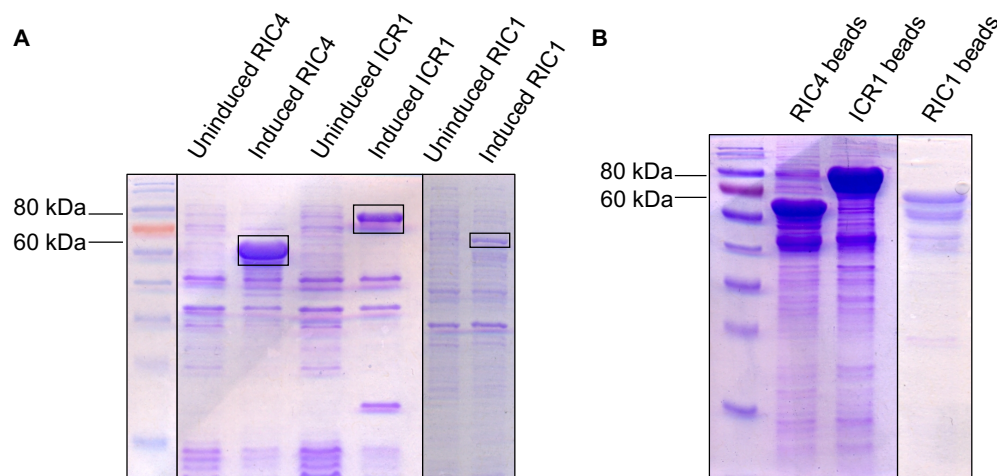 A
Uninduced RIC4
Induced RIC4
Uninduced ICR1
Induced ICR1
Uninduced RIC1
Induced RIC1
80 kDa
60 kDa
B
RIC4 beads
ICR1 beads
RIC1 beads
80 kDa
60 kDa